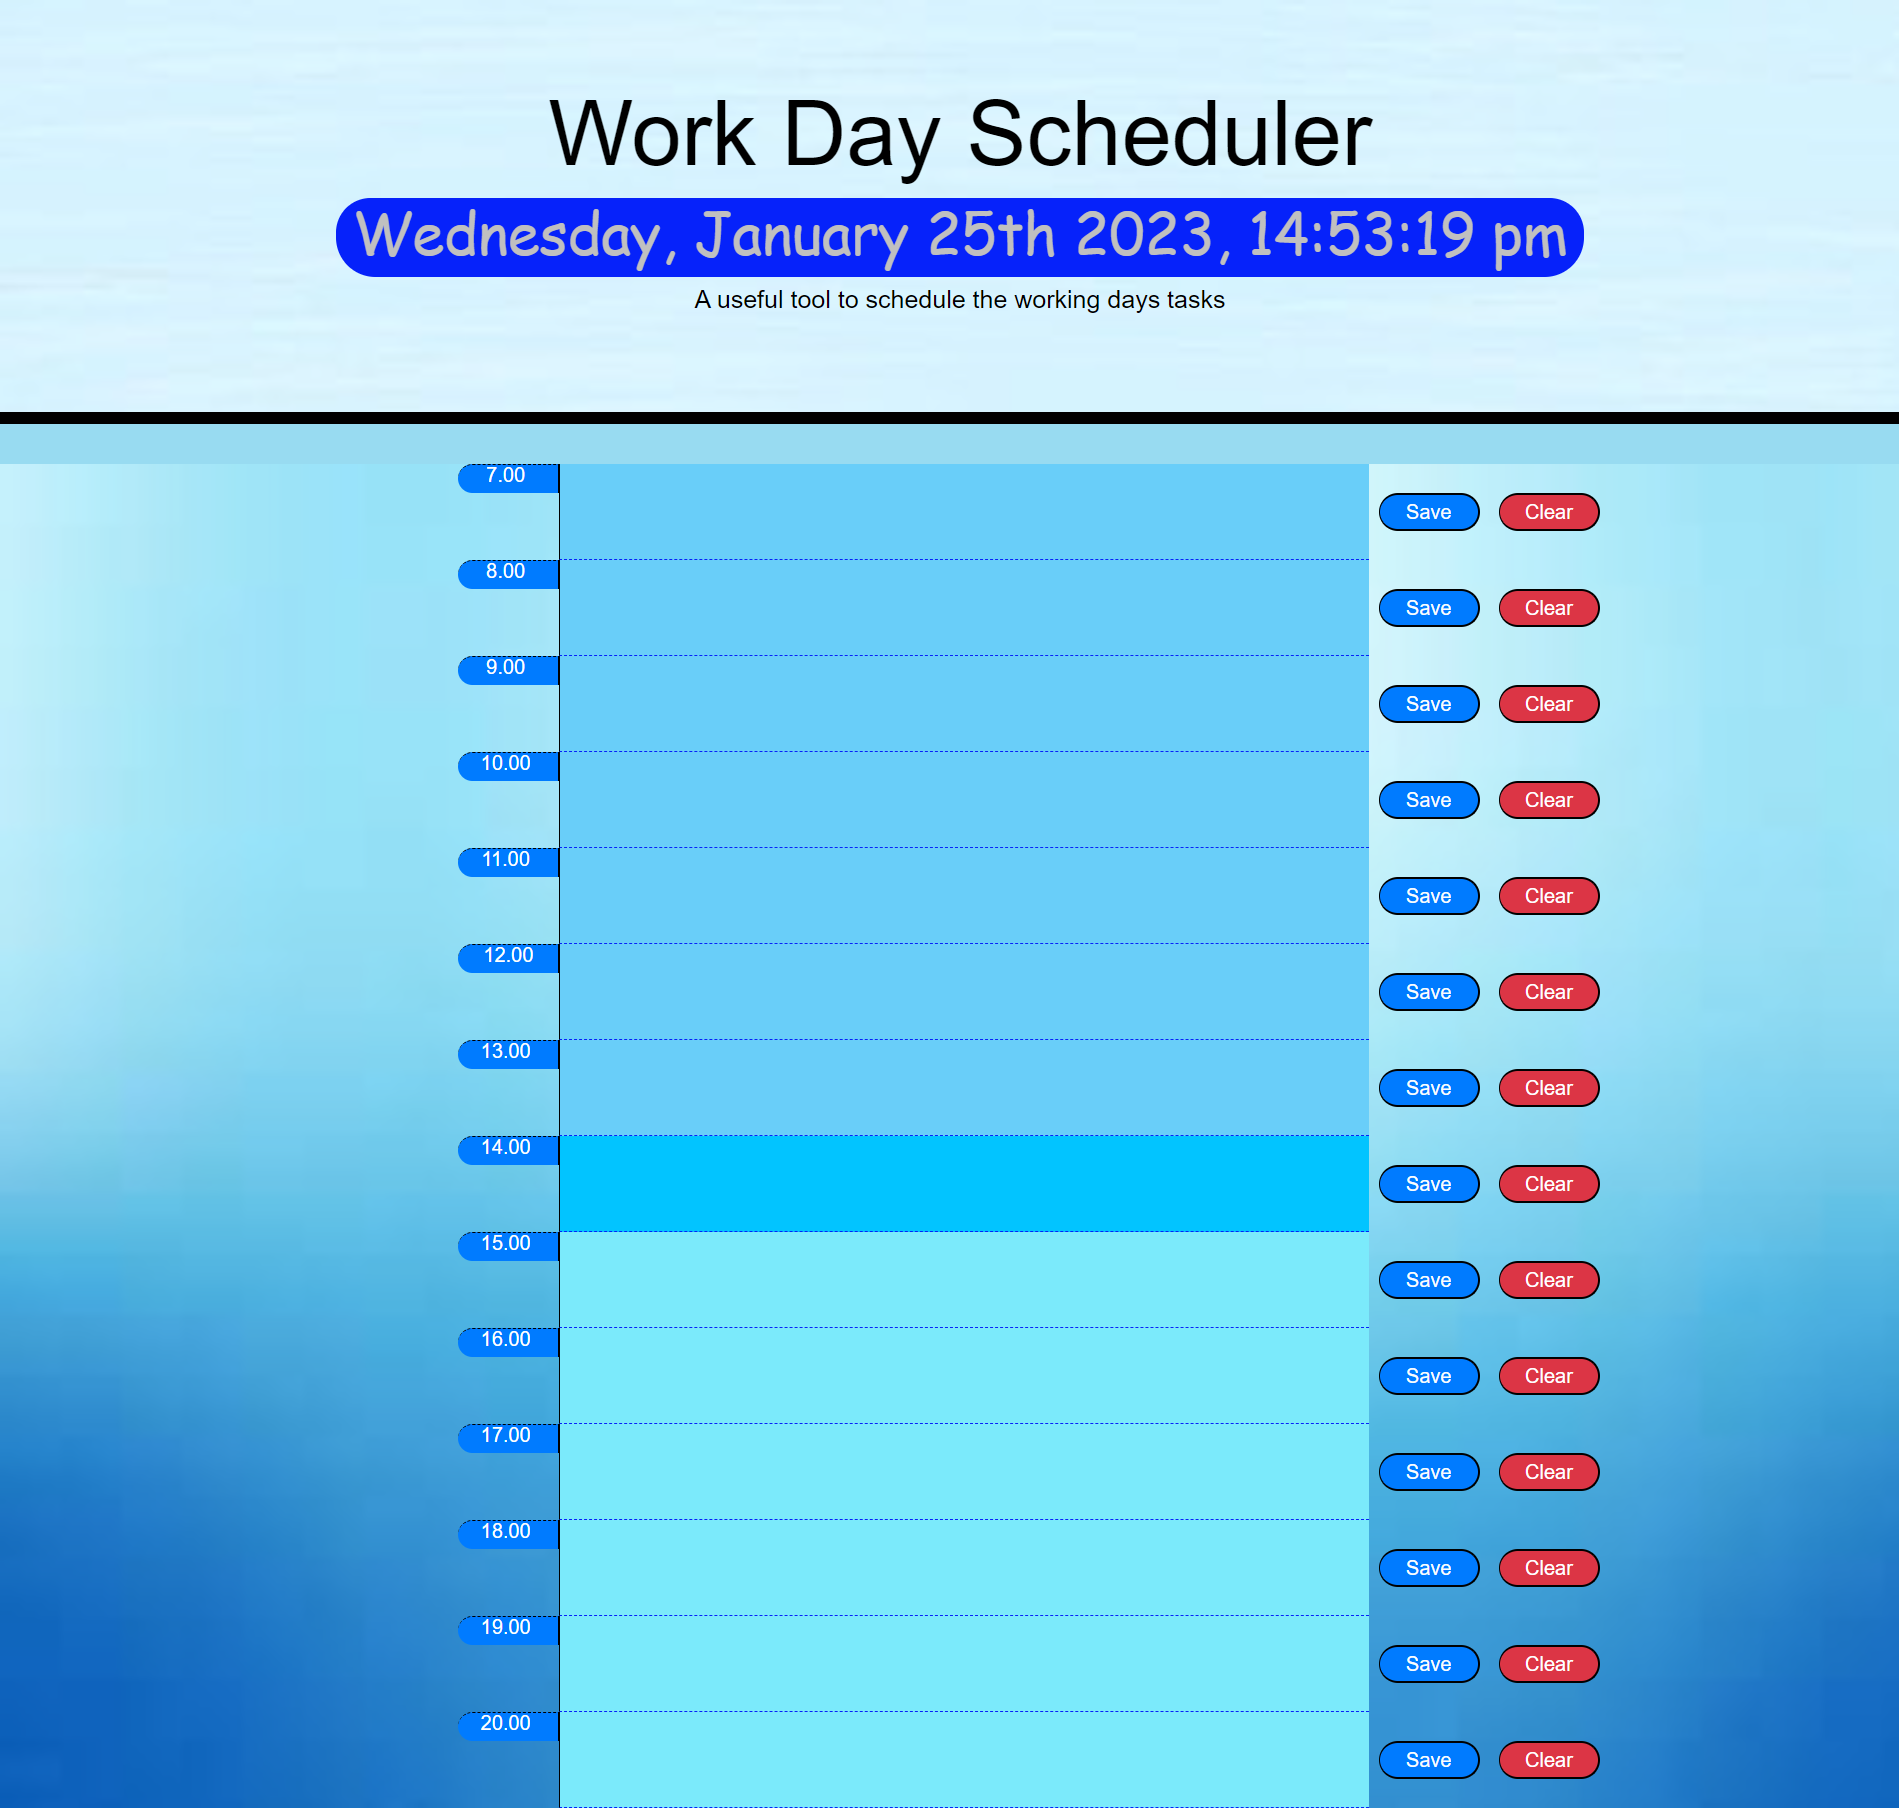 Work Day Scheduler
Wednesday, January 25th 2023, 14:53:19 pm
A useful tool to schedule the working days tasks
7.00
Save Clear
8.00
Save Clear
9.00
Save Clear
10.00
Save Clear
11.00
Save Clear
12.00
Save Clear
13.00
Save Clear
14.00
Save Clear
15.00
Save Clear
16.00
Save Clear
17.00
Save Clear
18.00
Save Clear
19.00
Save Clear
20.00
Save Clear